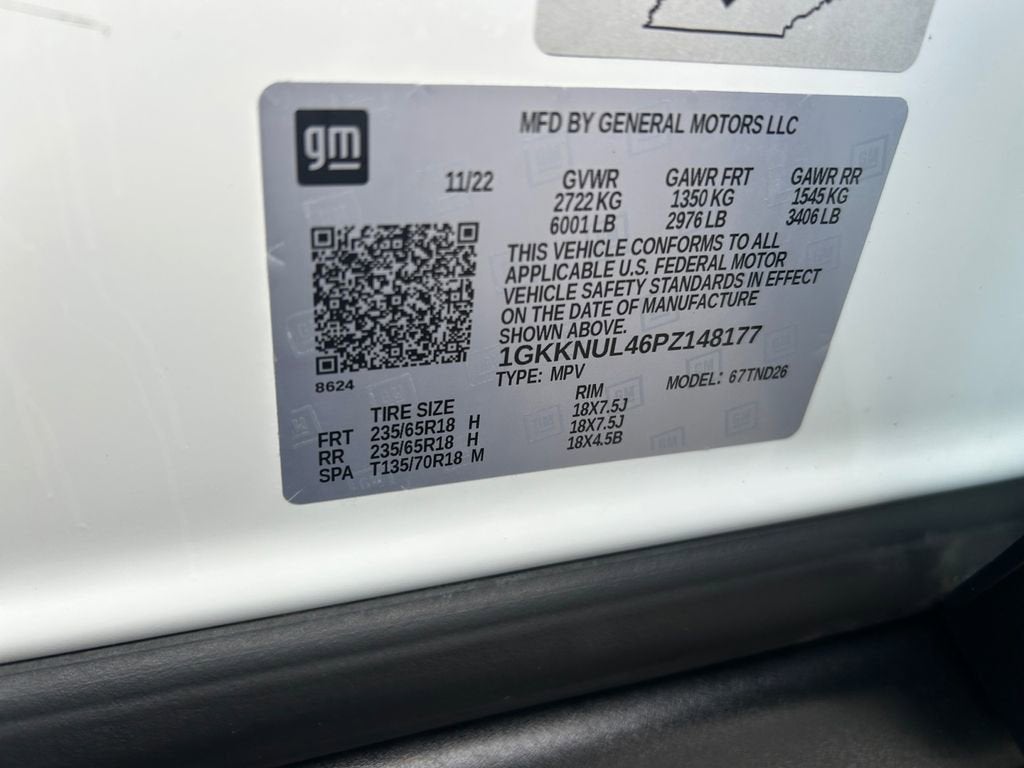 gm
MFD BY GENERAL MOTORS LLC
11/22
GVWR GAWR FRT GAWR RR
2722 KG 1350 KG 1545 KG
6001 LB 2976 LB 3406 LB
THIS VEHICLE CONFORMS TO ALL
APPLICABLE U.S. FEDERAL MOTOR
VEHICLE SAFETY STANDARDS IN EFFECT
ON THE DATE OF MANUFACTURE
SHOWN ABOVE.
1GKKNUL46PZ148177
8624
TYPE: MPV MODEL: 67TND26
TIRE SIZE RIM
FRT 235/65R18 H 18X7.5J
RR 235/65R18 H 18X7.5J
SPA T135/70R18 M 18X4.5B